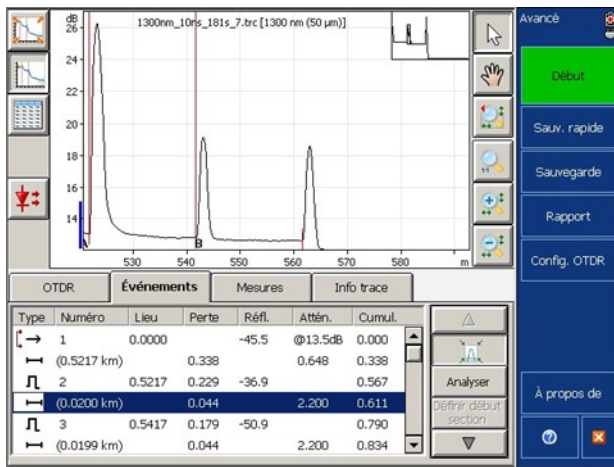 dB
1300nm_10ns_181s_7.trc [1300 nm (50 µm)]
26
24
22
20
18
16
14
B
530 540 550 560 570 580 m
OTDR Événements Mesures Info trace
Type Numéro Lieu Perte Réfl. Attén. Cumul.
1 0.0000 -45.5 @13.5dB 0.000
(0.5217 km) 0.338 0.648 0.338
2 0.5217 0.229 -36.9 0.567
(0.0200 km) 0.044 2.200 0.611
3 0.5417 0.179 -50.9 0.790
(0.0199 km) 0.044 2.200 0.834
Analyser
Définir début
section
Avancé
Début
Sauv. rapide
Sauvegarde
Rapport
Config. OTDR
À propos de